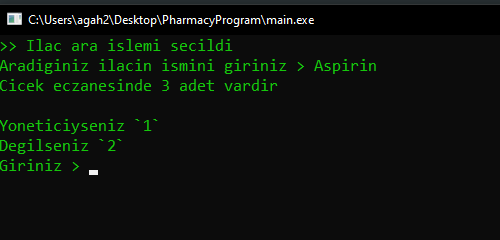 C:\Users\agah2\Desktop\PharmacyProgram\main.exe
>> Ilac ara islemi secildi
Aradiginiz ilacin ismini giriniz > Aspirin
Cicek eczanesinde 3 adet vardir
Yoneticiyseniz `1`
Degilseniz `2`
Giriniz >